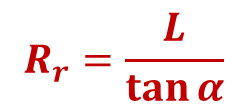 R_r = L / tan α